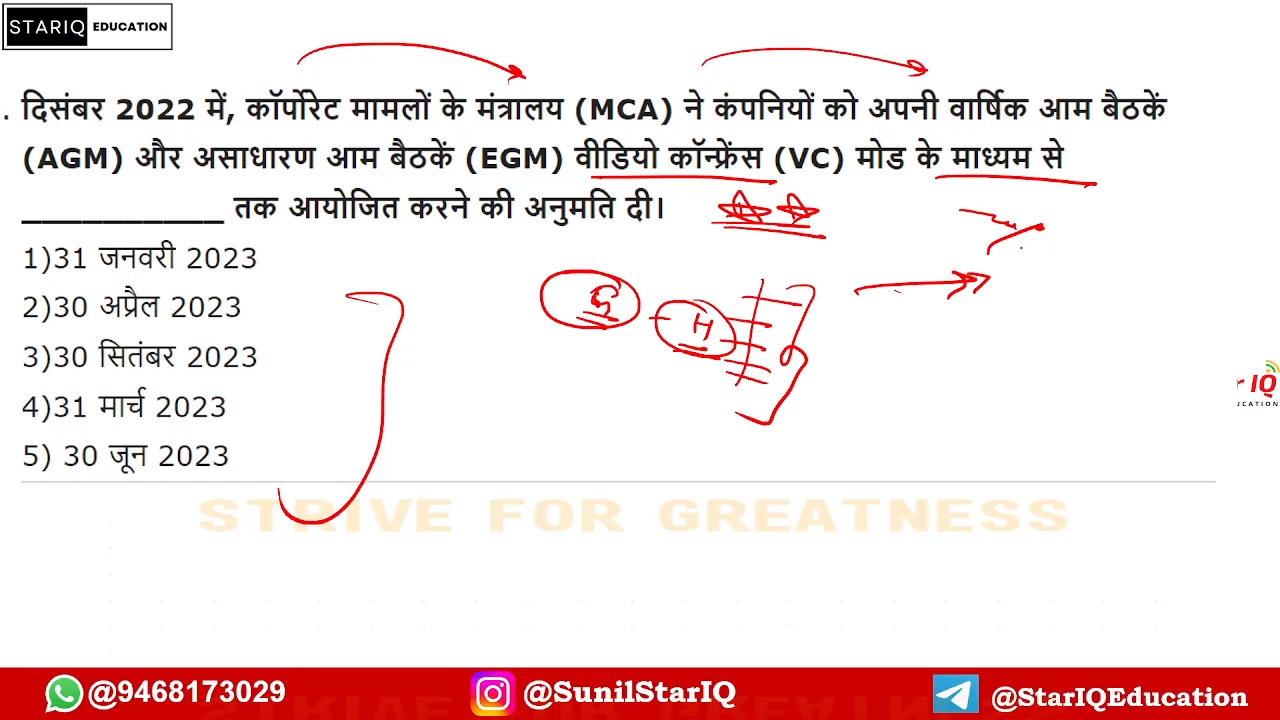 STARIQ EDUCATION
. दिसंबर 2022 में, कॉर्पोरेट मामलों के मंत्रालय (MCA) ने कंपनियों को अपनी वार्षिक आम बैठकें
(AGM) और असाधारण आम बैठकें (EGM) वीडियो कॉन्फ्रेंस (VC) मोड के माध्यम से
____________ तक आयोजित करने की अनुमति दी।
1)31 जनवरी 2023
2)30 अप्रैल 2023
3)30 सितंबर 2023
4)31 मार्च 2023
5) 30 जून 2023
H
r IQ
UCATION
STRIVE FOR GREATNESS
@9468173029 @SunilStarIQ @StarIQEducation